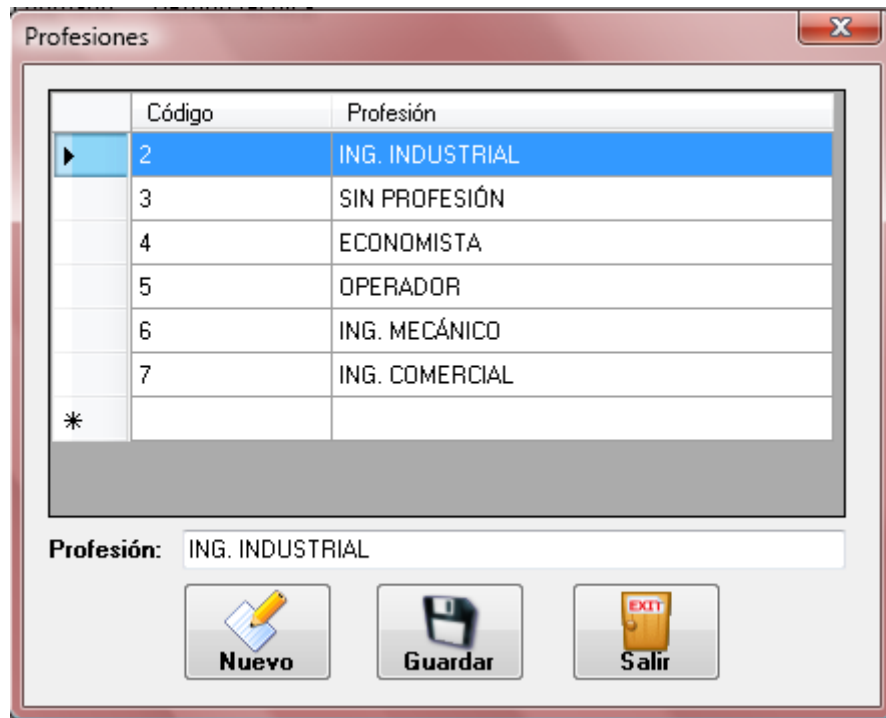 Profesiones
Código Profesión
2 ING. INDUSTRIAL
3 SIN PROFESIÓN
4 ECONOMISTA
5 OPERADOR
6 ING. MECÁNICO
7 ING. COMERCIAL
Profesión: ING. INDUSTRIAL
EXIT
Nuevo Guardar Salir